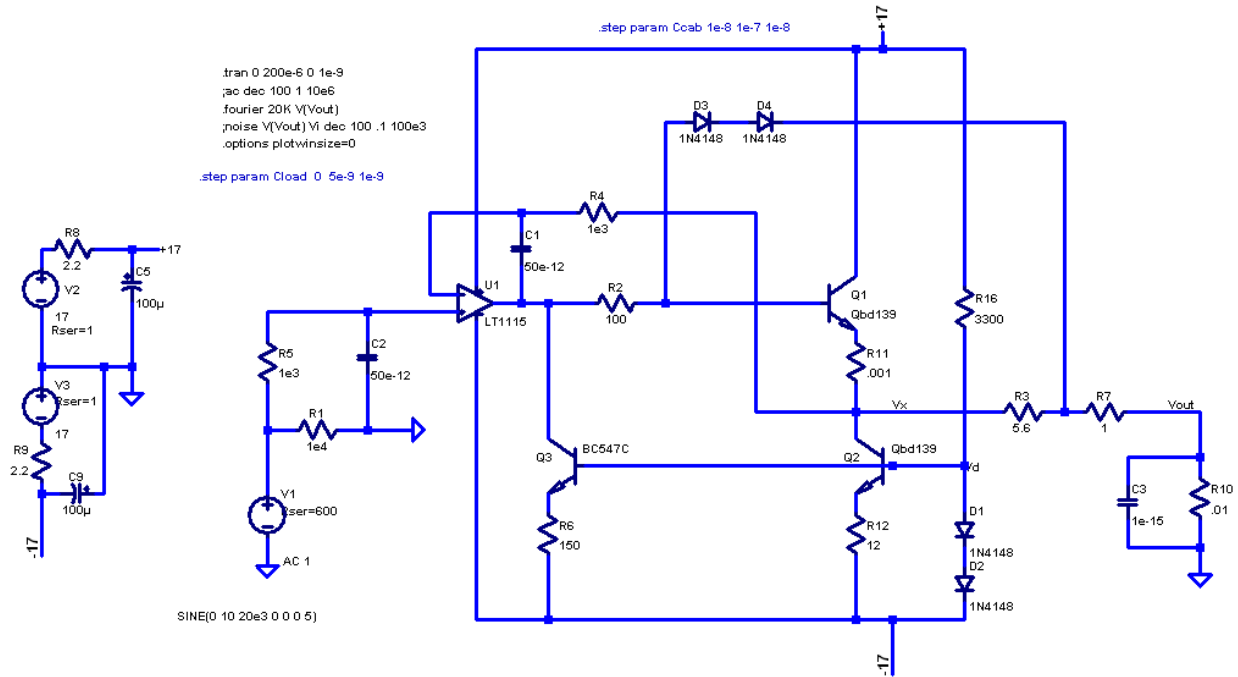 .step param Ccab 1e-8 1e-7 1e-8
+17
.tran 0 200e-6 0 1e-9
;ac dec 100 1 10e6
.fourier 20K V(Vout)
;noise V(Vout) Vi dec 100 .1 100e3
.options plotwinsize=0
.step param Cload 0 5e-9 1e-9
D3
1N4148
D4
1N4148
R4
1e3
C1
50e-12
U1
LT1115
R2
100
Q1
Qbd139
R11
.001
R16
3300
R8
2.2
+17
V2
17
Rser=1
C5
100µ
V3
Rser=1
17
R9
2.2
C9
100µ
-17
R5
1e3
C2
50e-12
R1
1e4
V1
Rser=600
AC 1
SINE(0 10 20e3 0 0 0 5)
Q3
BC547C
R6
150
Vx
Qbd139
Q2
R12
12
Vd
D1
1N4148
D2
1N4148
-17
R3
5.6
R7
1
Vout
C3
1e-15
R10
.01